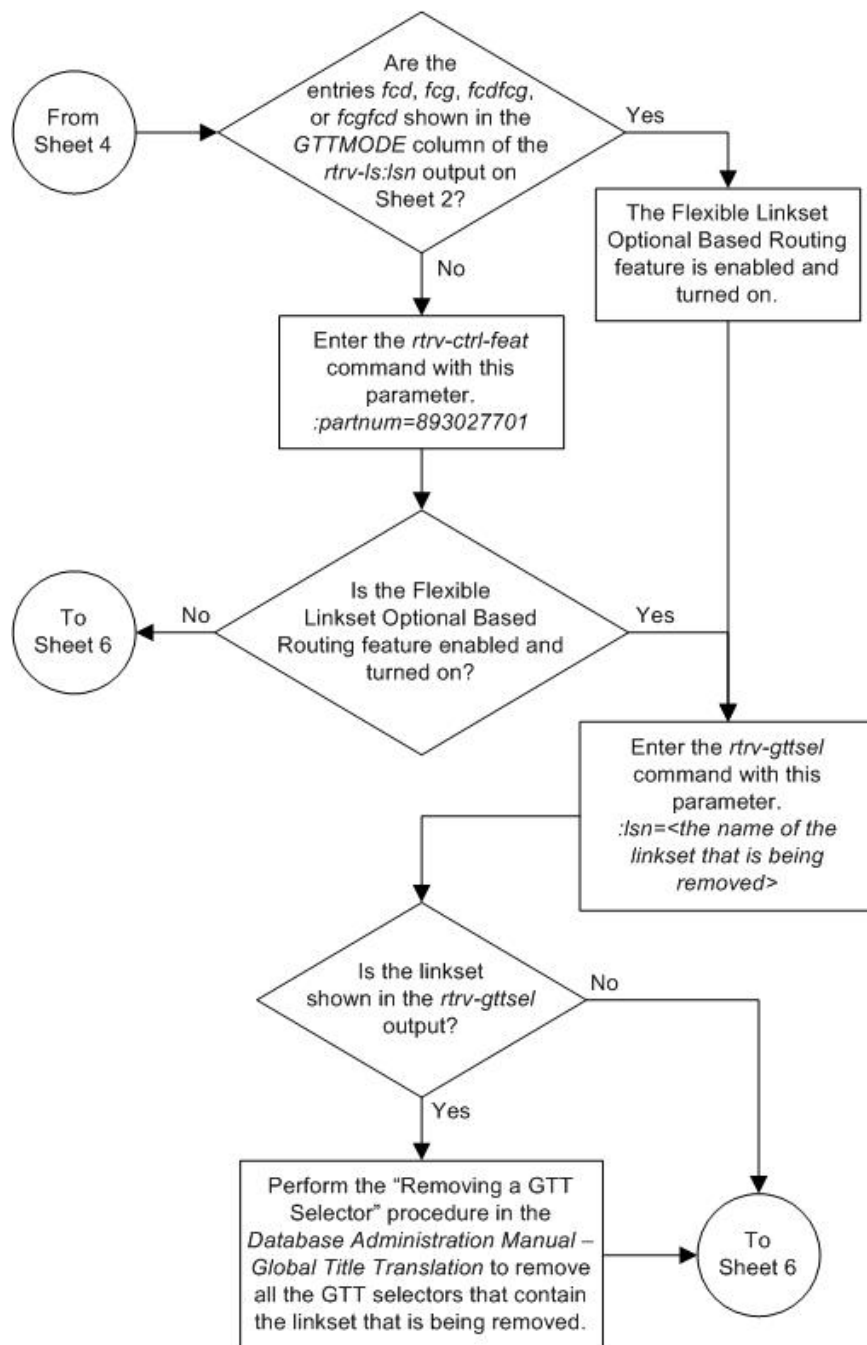 Are the
entries fcd, fcg, fcdfcg,
or fcgfcd shown in the
GTTMODE column of the
rtrv-ls:lsn output on
Sheet 2?
From
Sheet 4
Yes
The Flexible Linkset
Optional Based Routing
feature is enabled and
turned on.
No
Enter the rtrv-ctrl-feat
command with this
parameter.
:partnum=893027701
Is the Flexible
Linkset Optional Based
Routing feature enabled and
turned on?
No
To
Sheet 6
Yes
Enter the rtrv-gttsel
command with this
parameter.
:lsn=<the name of the
linkset that is being
removed>
Is the linkset
shown in the rtrv-gttsel
output?
No
Yes
Perform the “Removing a GTT
Selector” procedure in the
Database Administration Manual –
Global Title Translation to remove
all the GTT selectors that contain
the linkset that is being removed.
To
Sheet 6